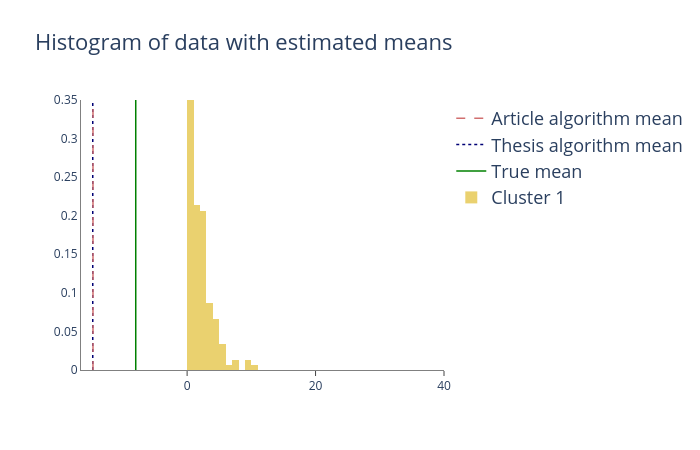 Histogram of data with estimated means
0.35
0.3
0.25
0.2
0.15
0.1
0.05
0
0
20
40
Article algorithm mean
Thesis algorithm mean
True mean
Cluster 1